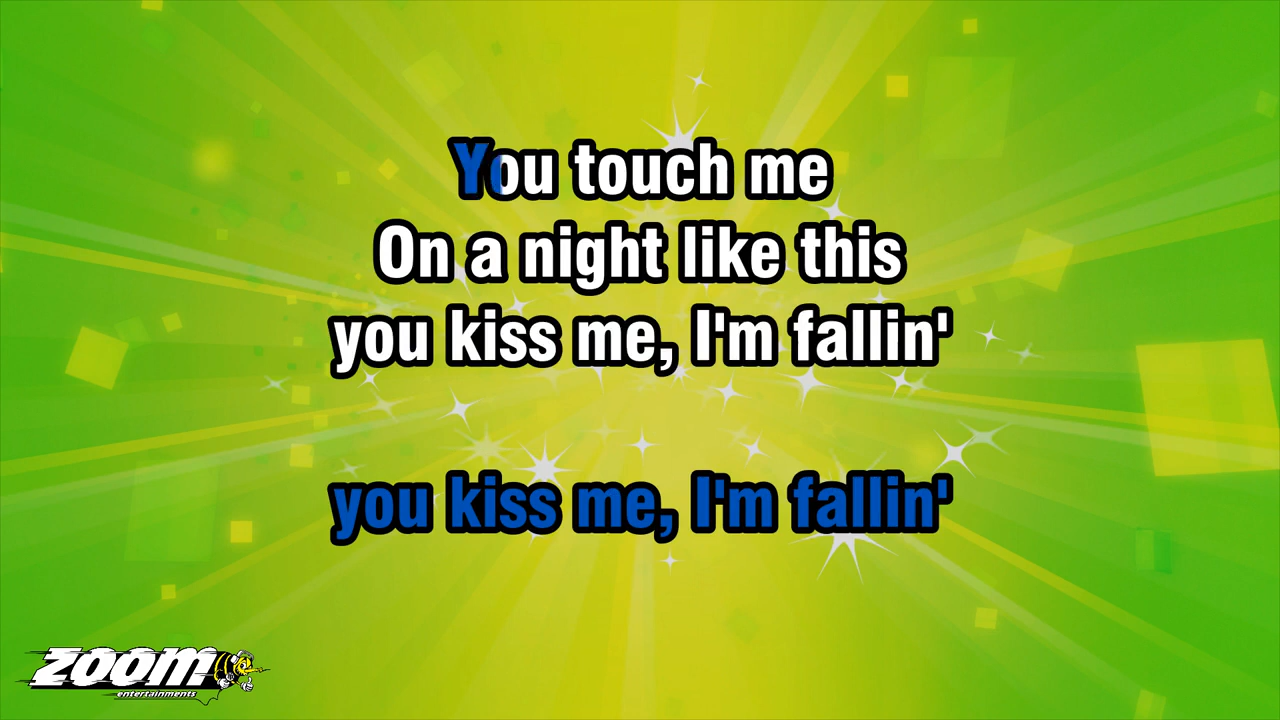 You touch me
On a night like this
you kiss me, I'm fallin'
you kiss me, I'm fallin'
ZOOM
entertainments